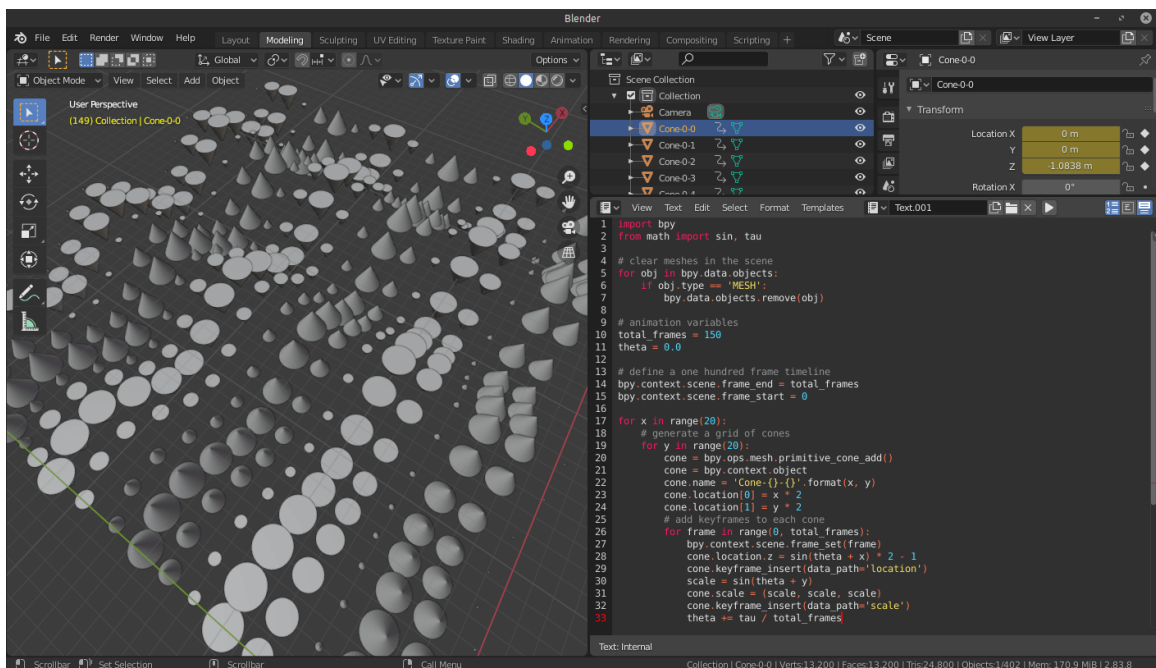 Blender
File Edit Render Window Help Layout Modeling Sculpting UV Editing Texture Paint Shading Animation Rendering Compositing Scripting + Scene View Layer
Global Options
Object Mode View Select Add Object
User Perspective
(149) Collection | Cone-0-0
Z
Scene Collection
Collection
Camera
Cone-0-0
Cone-0-1
Cone-0-2
Cone-0-3
Cone-0-4
Cone-0-0
Cone-0-0
Transform
Location X 0 m
Y 0 m
Z -1.0838 m
Rotation X 0°
View Text Edit Select Format Templates Text.001
1 import bpy
2 from math import sin, tau
3
4 # clear meshes in the scene
5 for obj in bpy.data.objects:
6     if obj.type == 'MESH':
7         bpy.data.objects.remove(obj)
8
9 # animation variables
10 total_frames = 150
11 theta = 0.0
12
13 # define a one hundred frame timeline
14 bpy.context.scene.frame_end = total_frames
15 bpy.context.scene.frame_start = 0
16
17 for x in range(20):
18     # generate a grid of cones
19     for y in range(20):
20         cone = bpy.ops.mesh.primitive_cone_add()
21         cone = bpy.context.object
22         cone.name = 'Cone-{}-{}'.format(x, y)
23         cone.location[0] = x * 2
24         cone.location[1] = y * 2
25         # add keyframes to each cone
26         for frame in range(0, total_frames):
27             bpy.context.scene.frame_set(frame)
28             cone.location.z = sin(theta + x) * 2 - 1
29             cone.keyframe_insert(data_path='location')
30             scale = sin(theta + y)
31             cone.scale = (scale, scale, scale)
32             cone.keyframe_insert(data_path='scale')
33             theta += tau / total_frames
Text: Internal
Scrollbar Set Selection Scrollbar Call Menu Collection | Cone-0-0 | Verts:13.200 | Faces:13.200 | Tris:24.800 | Objects:1/402 | Mem: 170.9 MiB | 2.83.8